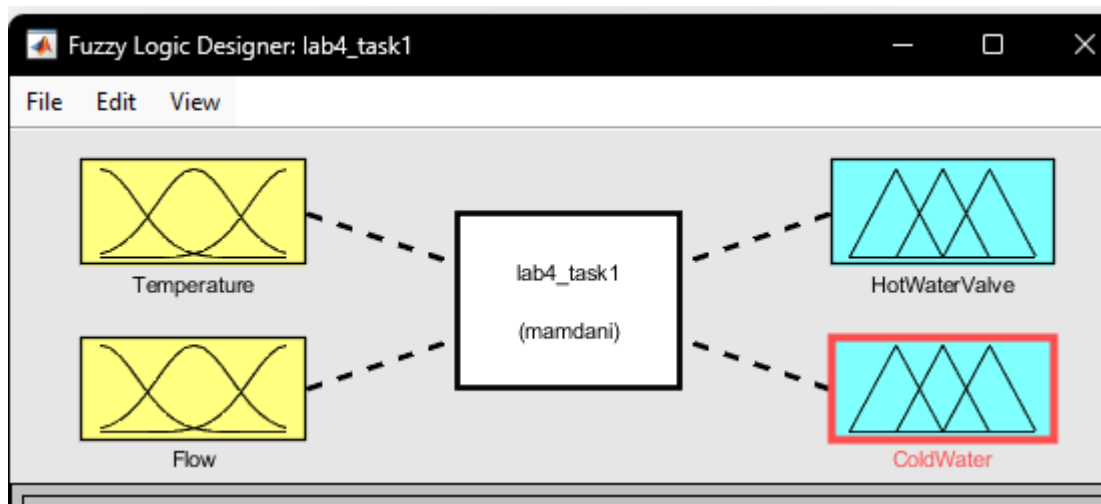 Fuzzy Logic Designer: lab4_task1
File Edit View
Temperature
lab4_task1
(mamdani)
HotWaterValve
Flow
ColdWater